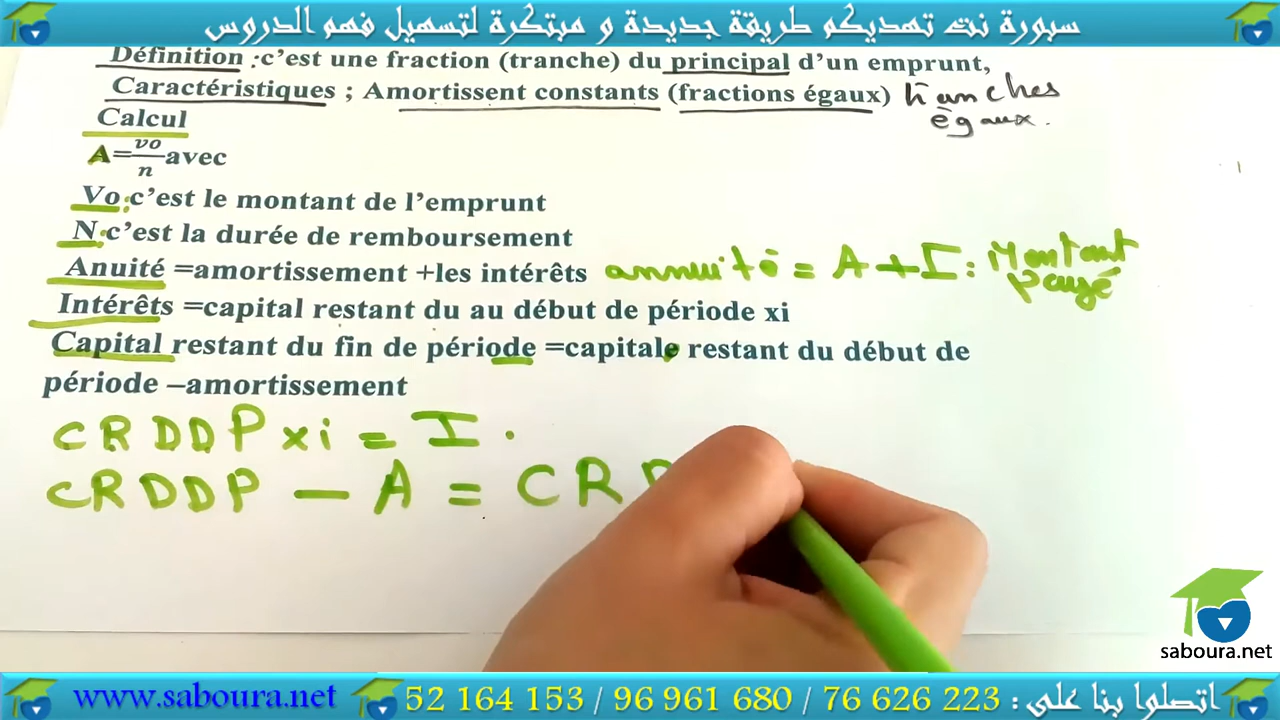 سبورة نت تهديكم طريقة جديدة و مبتكرة لتسهيل فهم الدروس
Définition :c’est une fraction (tranche) du principal d’un emprunt,
Caractéristiques ; Amortissent constants (fractions égaux) tranches
égaux.
Calcul
A=vo/n avec
Vo:c’est le montant de l’emprunt
N:c’est la durée de remboursement
Anuité =amortissement +les intérêts annuité = A + I : Montant
payé
Intérêts =capital restant du au début de période xi
Capital restant du fin de période =capitale restant du début de
période –amortissement
CRDDP xi = I .
CRDDP — A = CRD
saboura.net
www.saboura.net 52 164 153 / 96 961 680 / 76 626 223 : اتصلوا بنا على